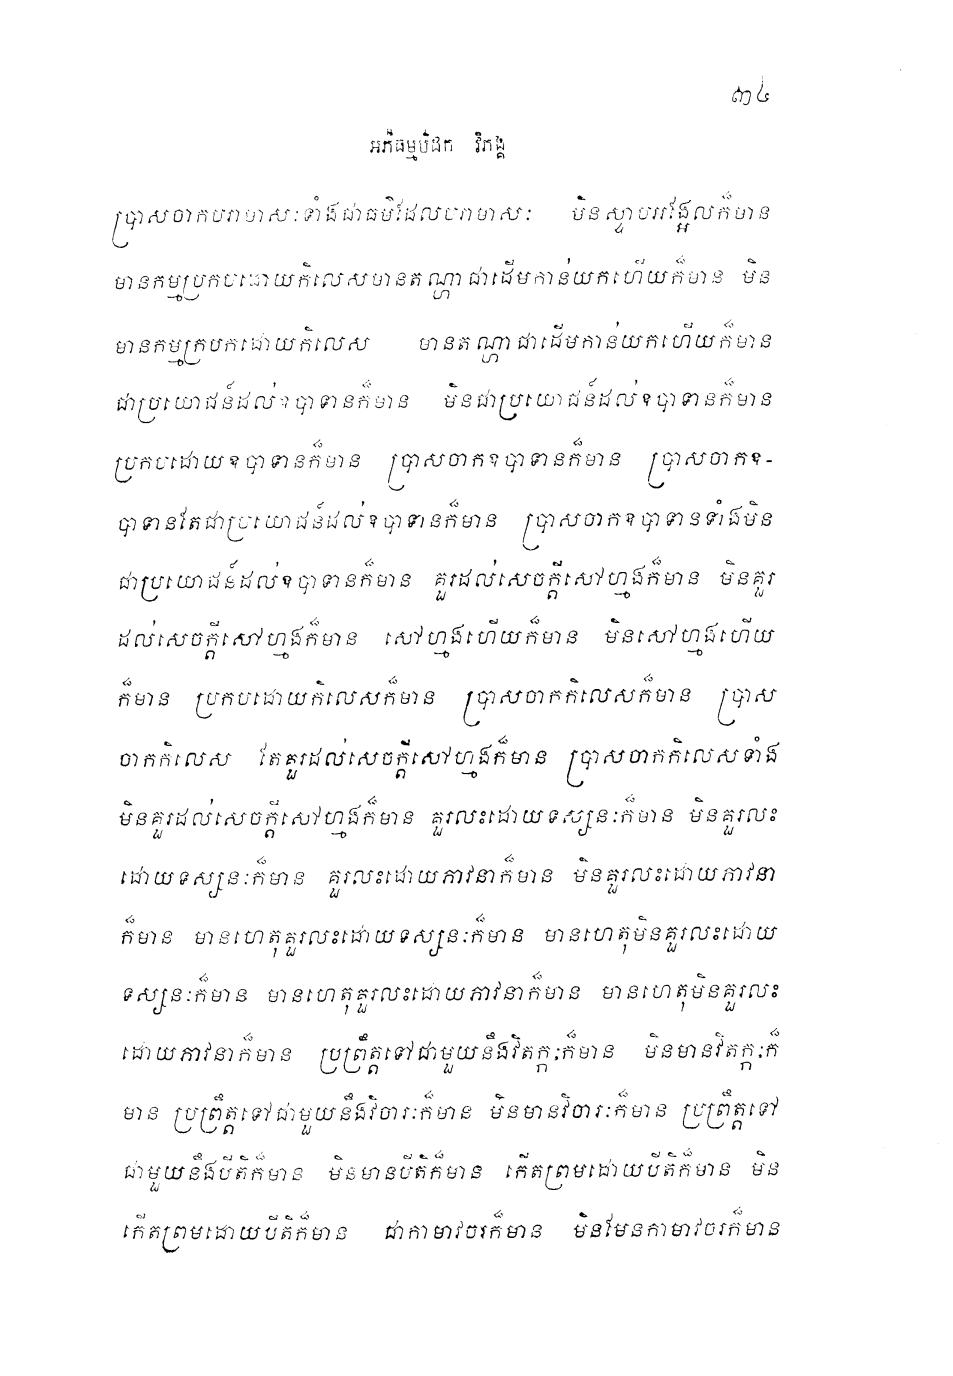 ៣៤
អភិធម្មបិដក វិភង្គ
ប្រាសចាកបរាមាសៈទាំងជាធម៌ដែលបរាមាសៈ មិនស្ទាបអង្អែលក៏មាន
មានកម្មប្រកបដោយកិលេសមានតណ្ហាជាដើមកាន់យកហើយក៏មាន មិន
មានកម្មប្រកបដោយកិលេស មានតណ្ហាជាដើមកាន់យកហើយក៏មាន
ជាប្រយោជន៍ដល់ឧបាទានក៏មាន មិនជាប្រយោជន៍ដល់ឧបាទានក៏មាន
ប្រកបដោយឧបាទានក៏មាន ប្រាសចាកឧបាទានក៏មាន ប្រាសចាកឧ-
បាទានតែជាប្រយោជន៍ដល់ឧបាទានក៏មាន ប្រាសចាកឧបាទានទាំងមិន
ជាប្រយោជន៍ដល់ឧបាទានក៏មាន គួរដល់សេចក្តីសៅហ្មងក៏មាន មិនគួរ
ដល់សេចក្តីសៅហ្មងក៏មាន សៅហ្មងហើយក៏មាន មិនសៅហ្មងហើយ
ក៏មាន ប្រកបដោយកិលេសក៏មាន ប្រាសចាកកិលេសក៏មាន ប្រាស
ចាកកិលេស តែគួរដល់សេចក្តីសៅហ្មងក៏មាន ប្រាសចាកកិលេសទាំង
មិនគួរដល់សេចក្តីសៅហ្មងក៏មាន គួរលះដោយទស្សនៈក៏មាន មិនគួរលះ
ដោយទស្សនៈក៏មាន គួរលះដោយភាវនាក៏មាន មិនគួរលះដោយភាវនា
ក៏មាន មានហេតុគួរលះដោយទស្សនៈក៏មាន មានហេតុមិនគួរលះដោយ
ទស្សនៈក៏មាន មានហេតុគួរលះដោយភាវនាក៏មាន មានហេតុមិនគួរលះ
ដោយភាវនាក៏មាន ប្រព្រឹត្តទៅជាមួយនឹងវិតក្កៈក៏មាន មិនមានវិតក្កៈក៏
មាន ប្រព្រឹត្តទៅជាមួយនឹងវិចារៈក៏មាន មិនមានវិចារៈក៏មាន ប្រព្រឹត្តទៅ
ជាមួយនឹងបីតិក៏មាន មិនមានបីតិក៏មាន កើតព្រមដោយបីតិក៏មាន មិន
កើតព្រមដោយបីតិក៏មាន ជាកាមាវចរក៏មាន មិនមែនកាមាវចរក៏មាន